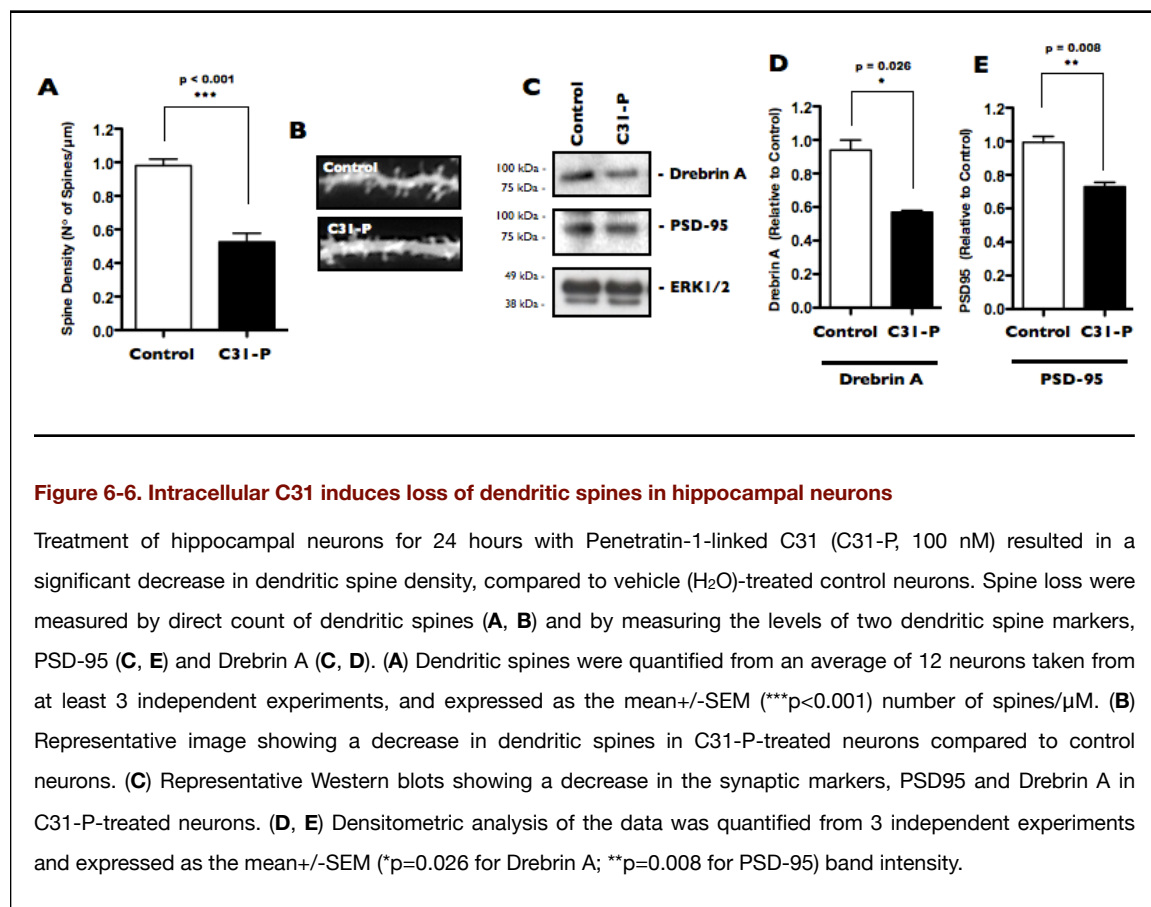 A
p < 0.001
***
Spine Density (N° of Spines/µm)
1.2
1.0
0.8
0.6
0.4
0.2
0.0
Control
C31-P
B
Control
C31-P
C
Control
C31-P
100 kDa -
75 kDa -
- Drebrin A
100 kDa -
75 kDa -
- PSD-95
49 kDa -
38 kDa -
- ERK1/2
D
p = 0.026
*
Drebrin A (Relative to Control)
1.2
1.0
0.8
0.6
0.4
0.2
0.0
Control C31-P
Drebrin A
E
p = 0.008
**
PSD95 (Relative to Control)
1.2
1.0
0.8
0.6
0.4
0.2
0.0
Control C31-P
PSD-95
Figure 6-6. Intracellular C31 induces loss of dendritic spines in hippocampal neurons
Treatment of hippocampal neurons for 24 hours with Penetratin-1-linked C31 (C31-P, 100 nM) resulted in a
significant decrease in dendritic spine density, compared to vehicle (H₂O)-treated control neurons. Spine loss were
measured by direct count of dendritic spines (A, B) and by measuring the levels of two dendritic spine markers,
PSD-95 (C, E) and Drebrin A (C, D). (A) Dendritic spines were quantified from an average of 12 neurons taken from
at least 3 independent experiments, and expressed as the mean+/-SEM (***p<0.001) number of spines/µM. (B)
Representative image showing a decrease in dendritic spines in C31-P-treated neurons compared to control
neurons. (C) Representative Western blots showing a decrease in the synaptic markers, PSD95 and Drebrin A in
C31-P-treated neurons. (D, E) Densitometric analysis of the data was quantified from 3 independent experiments
and expressed as the mean+/-SEM (*p=0.026 for Drebrin A; **p=0.008 for PSD-95) band intensity.